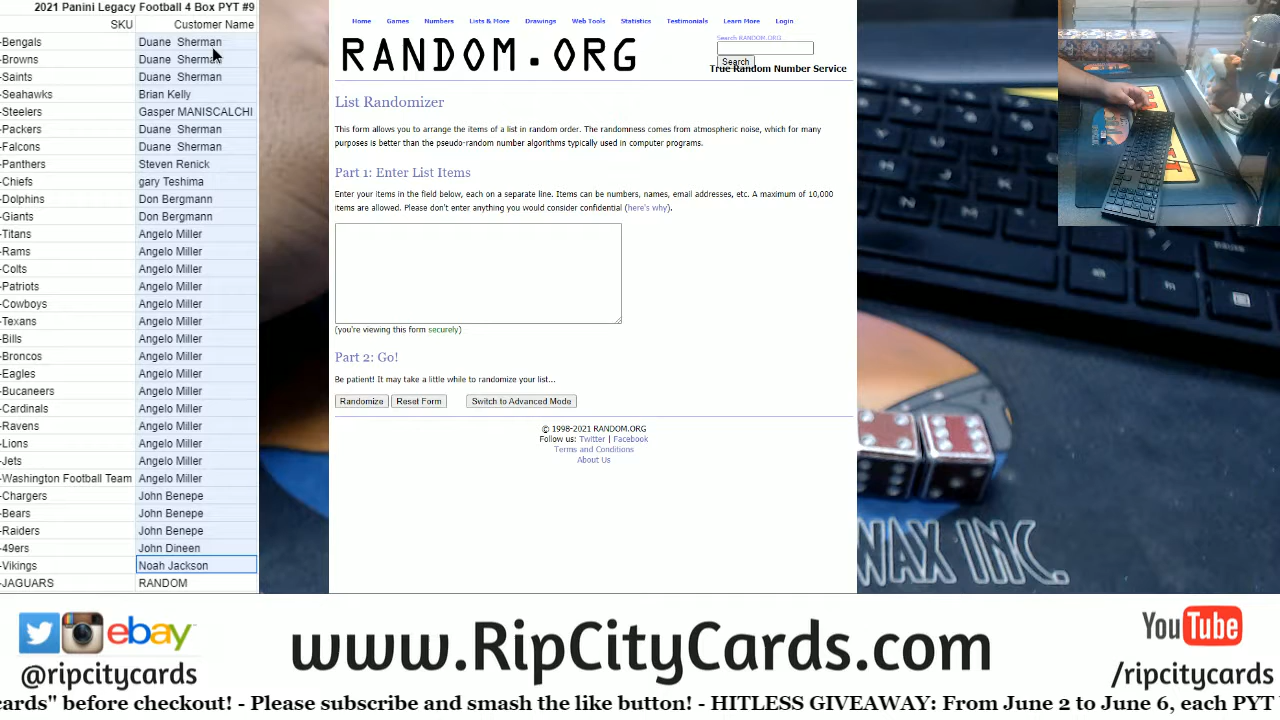 2021 Panini Legacy Football 4 Box PYT #9
SKU Customer Name
-Bengals Duane Sherman
-Browns Duane Sherman
-Saints Duane Sherman
-Seahawks Brian Kelly
-Steelers Gasper MANISCALCHI
-Packers Duane Sherman
-Falcons Duane Sherman
-Panthers Steven Renick
-Chiefs gary Teshima
-Dolphins Don Bergmann
-Giants Don Bergmann
-Titans Angelo Miller
-Rams Angelo Miller
-Colts Angelo Miller
-Patriots Angelo Miller
-Cowboys Angelo Miller
-Texans Angelo Miller
-Bills Angelo Miller
-Broncos Angelo Miller
-Eagles Angelo Miller
-Bucaneers Angelo Miller
-Cardinals Angelo Miller
-Ravens Angelo Miller
-Lions Angelo Miller
-Jets Angelo Miller
-Washington Football Team Angelo Miller
-Chargers John Benepe
-Bears John Benepe
-Raiders John Benepe
-49ers John Dineen
-Vikings Noah Jackson
-JAGUARS RANDOM
Home Games Numbers Lists & More Drawings Web Tools Statistics Testimonials Learn More Login
RANDOM.ORG
Search RANDOM.ORG
Search
True Random Number Service
List Randomizer
This form allows you to arrange the items of a list in random order. The randomness comes from atmospheric noise, which for many
purposes is better than the pseudo-random number algorithms typically used in computer programs.
Part 1: Enter List Items
Enter your items in the field below, each on a separate line. Items can be numbers, names, email addresses, etc. A maximum of 10,000
items are allowed. Please don't enter anything you would consider confidential (here's why).
(you're viewing this form securely)
Part 2: Go!
Be patient! It may take a little while to randomize your list...
Randomize Reset Form Switch to Advanced Mode
© 1998-2021 RANDOM.ORG
Follow us: Twitter | Facebook
Terms and Conditions
About Us
WAX INC.
ebay
@ripcitycards
www.RipCityCards.com
YouTube
/ripcitycards
cards" before checkout! - Please subscribe and smash the like button! - HITLESS GIVEAWAY: From June 2 to June 6, each PYT